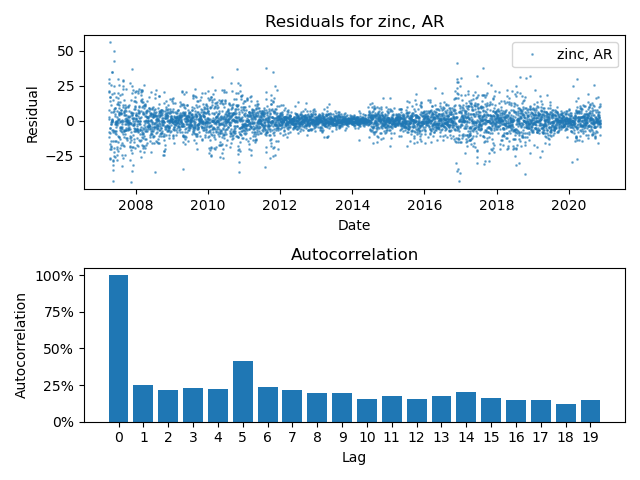 Residuals for zinc, AR
50
25
0
−25
Residual
zinc, AR
2008 2010 2012 2014 2016 2018 2020
Date
Autocorrelation
100%
75%
50%
25%
0%
Autocorrelation
0 1 2 3 4 5 6 7 8 9 10 11 12 13 14 15 16 17 18 19
Lag